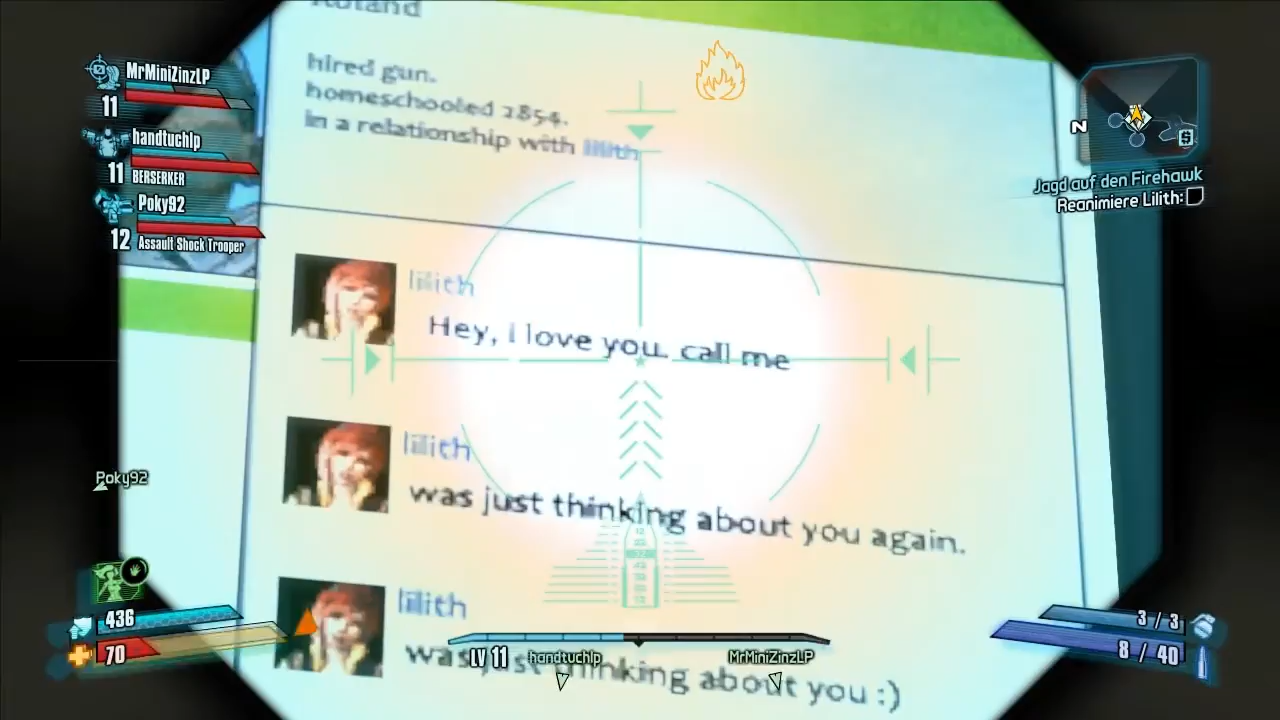 Roland
hired gun.
homeschooled 2854.
in a relationship with lilith
lilith
Hey, i love you. call me
lilith
was just thinking about you again.
lilith
was just thinking about you :)
MrMiniZinzLP
11
handtuchlp
11 BERSERKER
Poky92
12 Assault Shock Trooper
N
$
Jagd auf den Firehawk
Reanimiere Lilith:
Poky92
436
70
LV 11
handtuchlp
MrMiniZinzLP
3 / 3
8 / 40